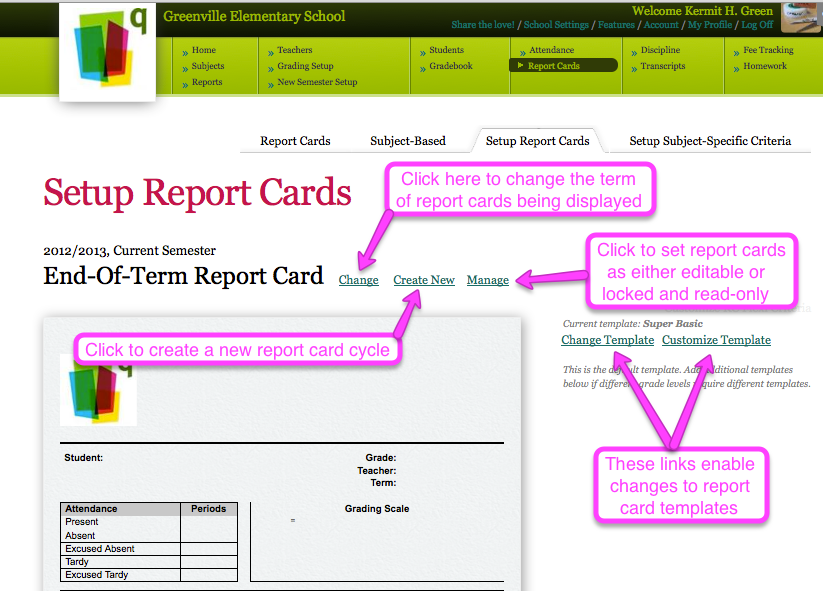 q
Greenville Elementary School
Welcome Kermit H. Green
Share the love! / School Settings / Features / Account / My Profile / Log Off
» Home
» Subjects
» Reports
» Teachers
» Grading Setup
» New Semester Setup
» Students
» Gradebook
» Attendance
Report Cards
» Discipline
» Transcripts
» Fee Tracking
» Homework
Report Cards
Subject-Based
Setup Report Cards
Setup Subject-Specific Criteria
Setup Report Cards
Click here to change the term
of report cards being displayed
2012/2013, Current Semester
End-Of-Term Report Card
Change
Create New
Manage
Click to set report cards
as either editable or
locked and read-only
Click to create a new report card cycle
Current template: Super Basic
Change Template
Customize Template
This is the default template. Add additional templates
below if different grade levels require different templates.
These links enable
changes to report
card templates
q
Student:
Grade:
Teacher:
Term:
Attendance Periods
Present
Absent
Excused Absent
Tardy
Excused Tardy
Grading Scale
=